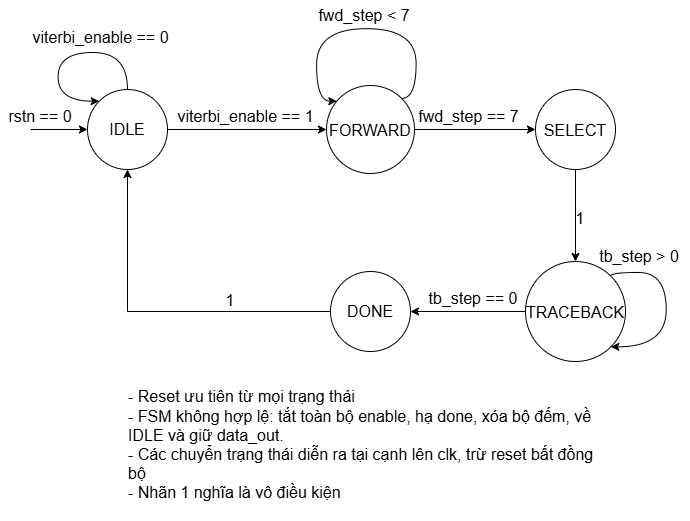 fwd_step < 7
viterbi_enable == 0
rstn == 0
IDLE
viterbi_enable == 1
FORWARD
fwd_step == 7
SELECT
1
tb_step > 0
1
DONE
tb_step == 0
TRACEBACK
- Reset ưu tiên từ mọi trạng thái
- FSM không hợp lệ: tắt toàn bộ enable, hạ done, xóa bộ đếm, về
IDLE và giữ data_out.
- Các chuyển trạng thái diễn ra tại cạnh lên clk, trừ reset bất đồng
bộ
- Nhãn 1 nghĩa là vô điều kiện